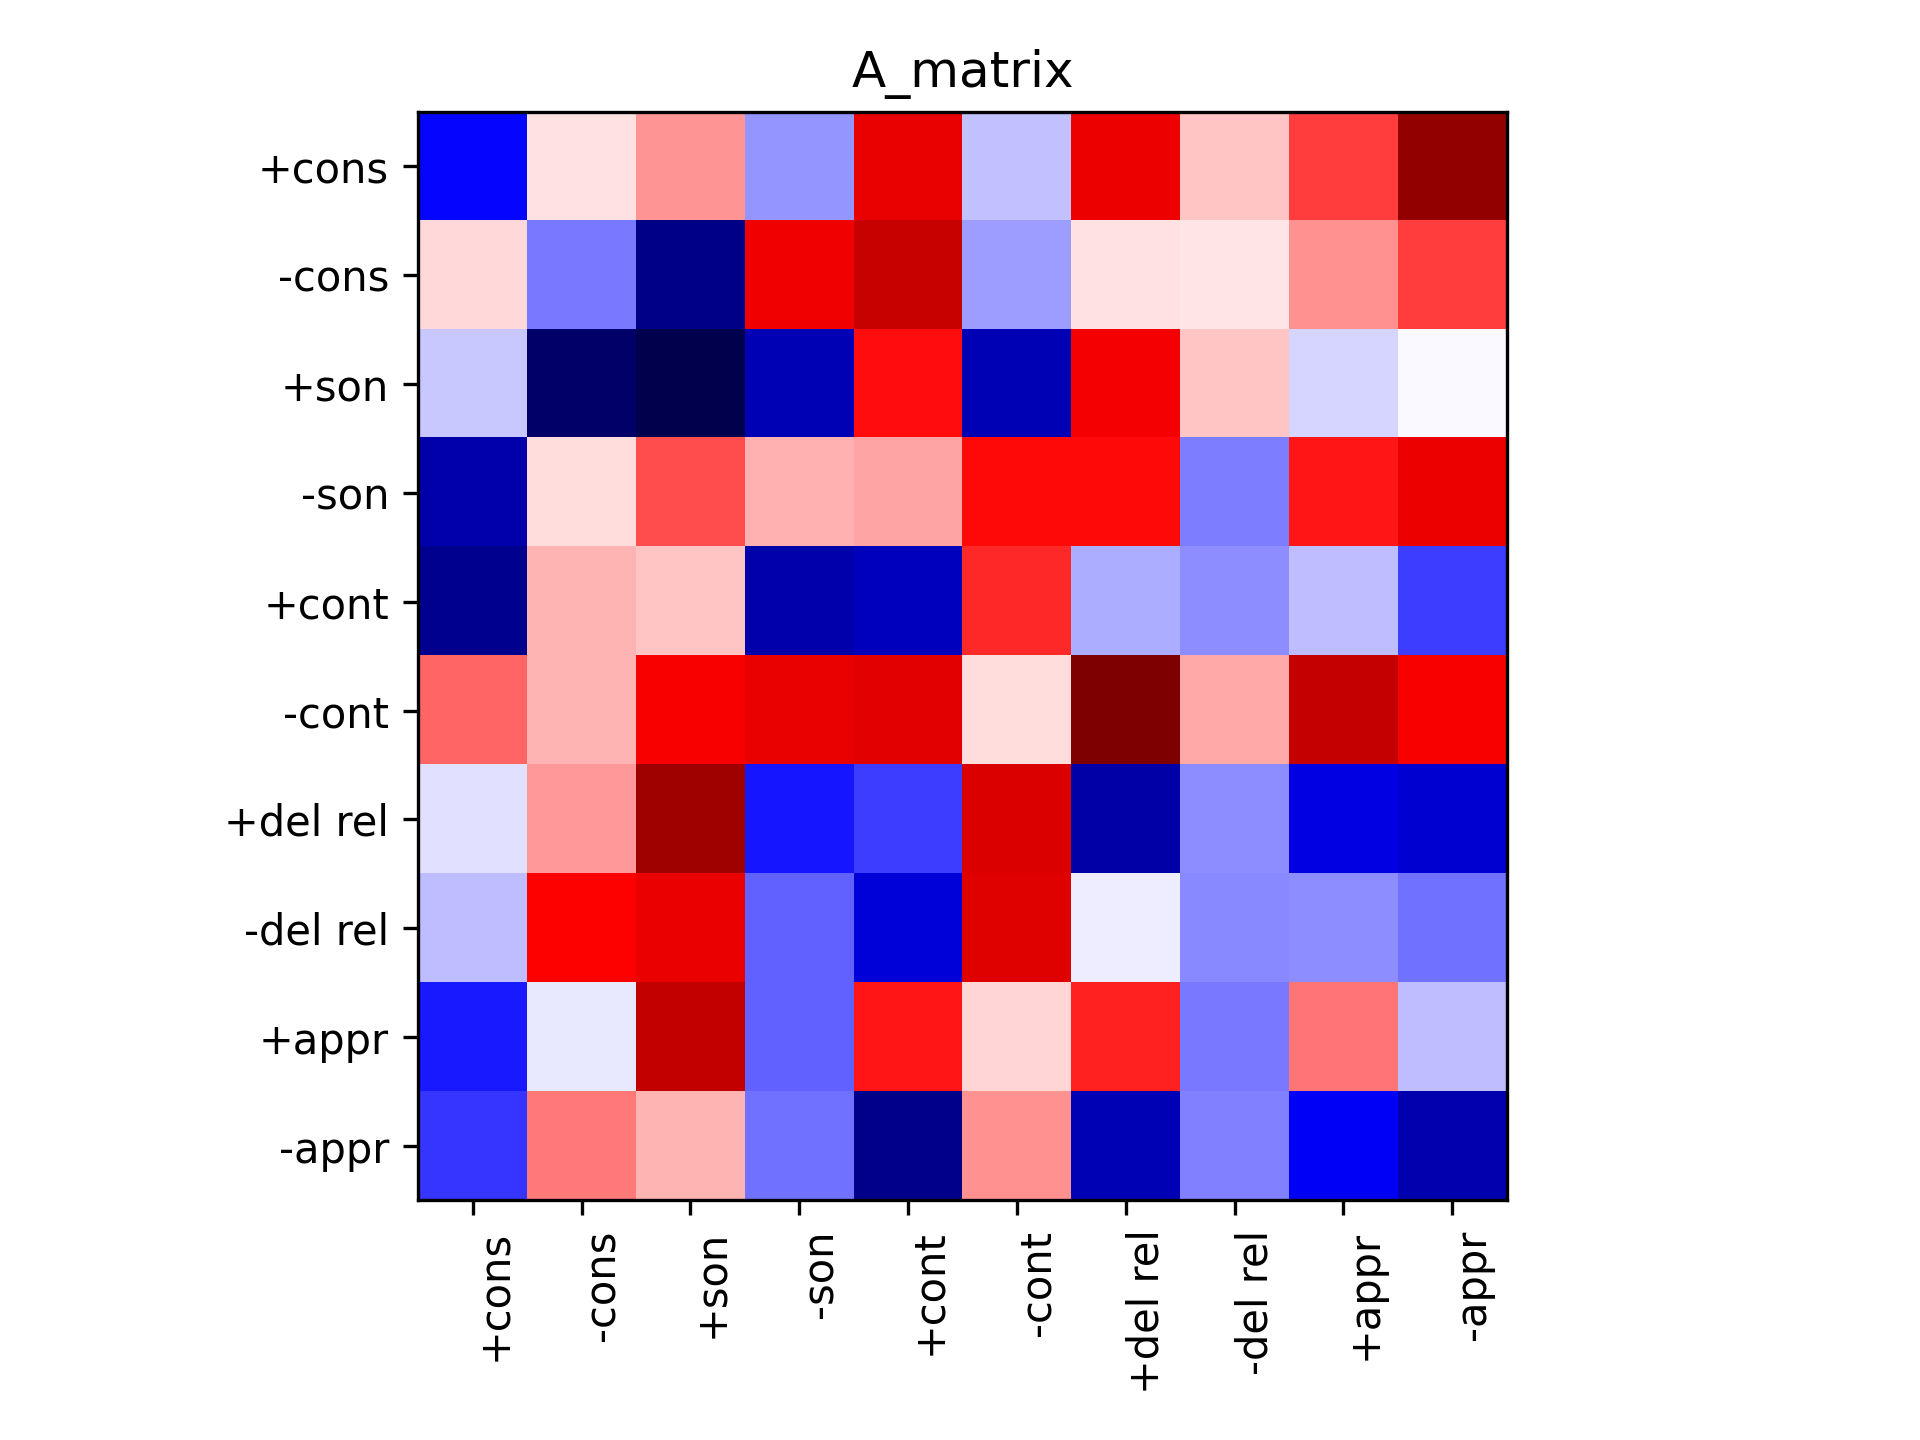 A_matrix
+cons
-cons
+son
-son
+cont
-cont
+del rel
-del rel
+appr
-appr
+cons
-cons
+son
-son
+cont
-cont
+del rel
-del rel
+appr
-appr